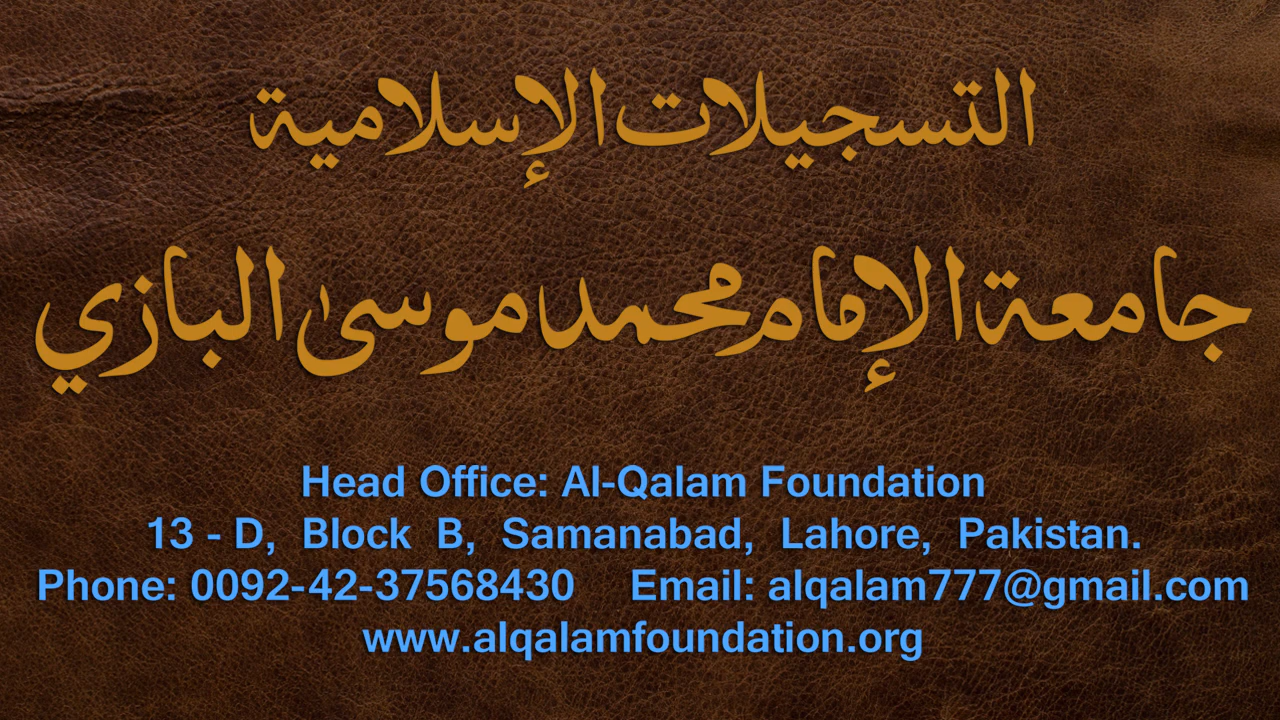 التسجيلات الإسلامية
جامعة الإمام محمد موسىٰ البازي
Head Office: Al-Qalam Foundation
13 - D, Block B, Samanabad, Lahore, Pakistan.
Phone: 0092-42-37568430 Email: alqalam777@gmail.com
www.alqalamfoundation.org